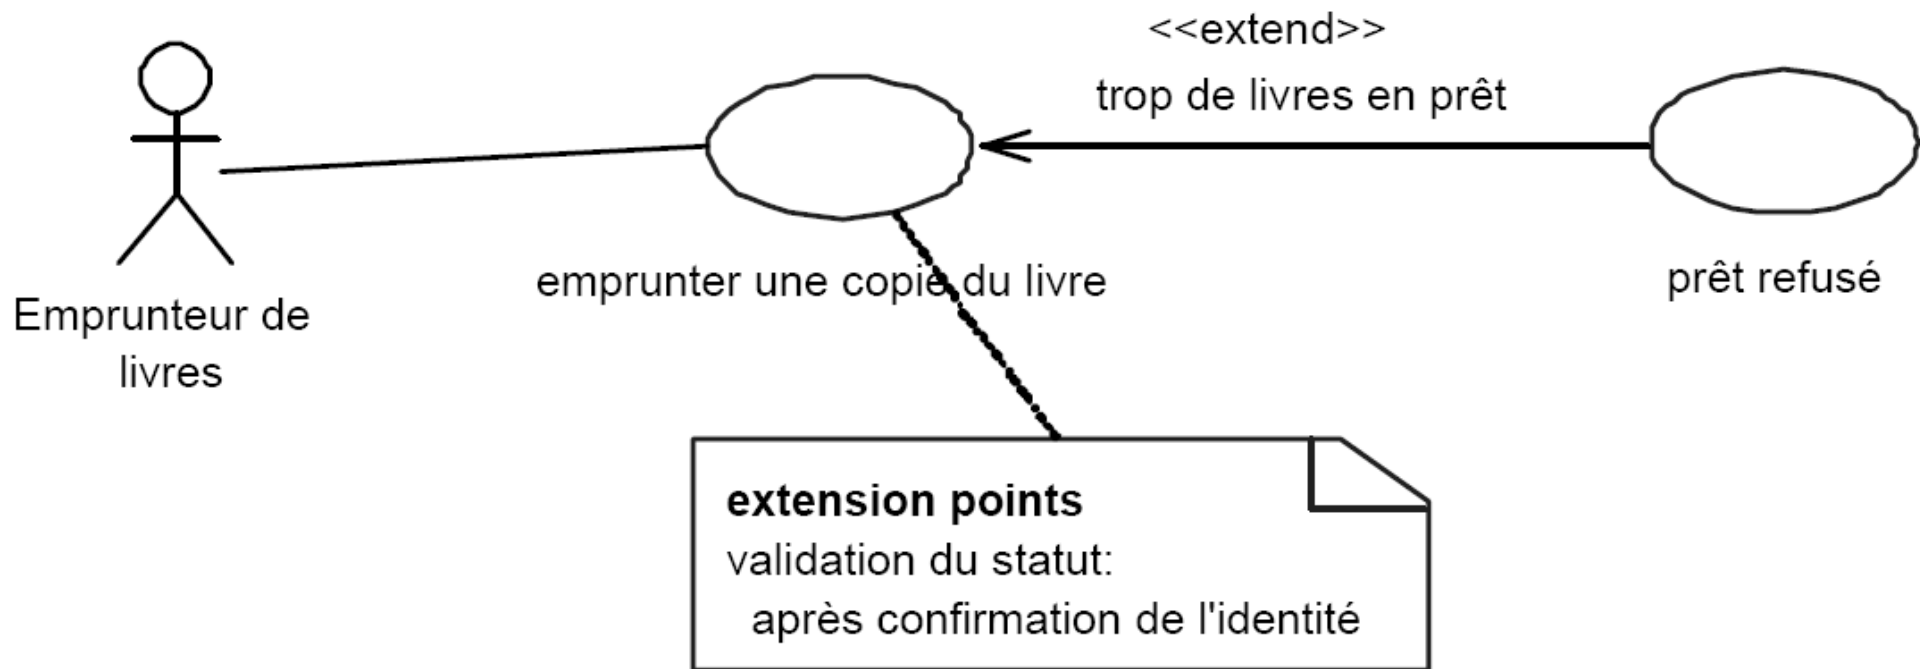 <<extend>>
trop de livres en prêt
emprunter une copie du livre
prêt refusé
Emprunteur de
livres
extension points
validation du statut:
après confirmation de l'identité